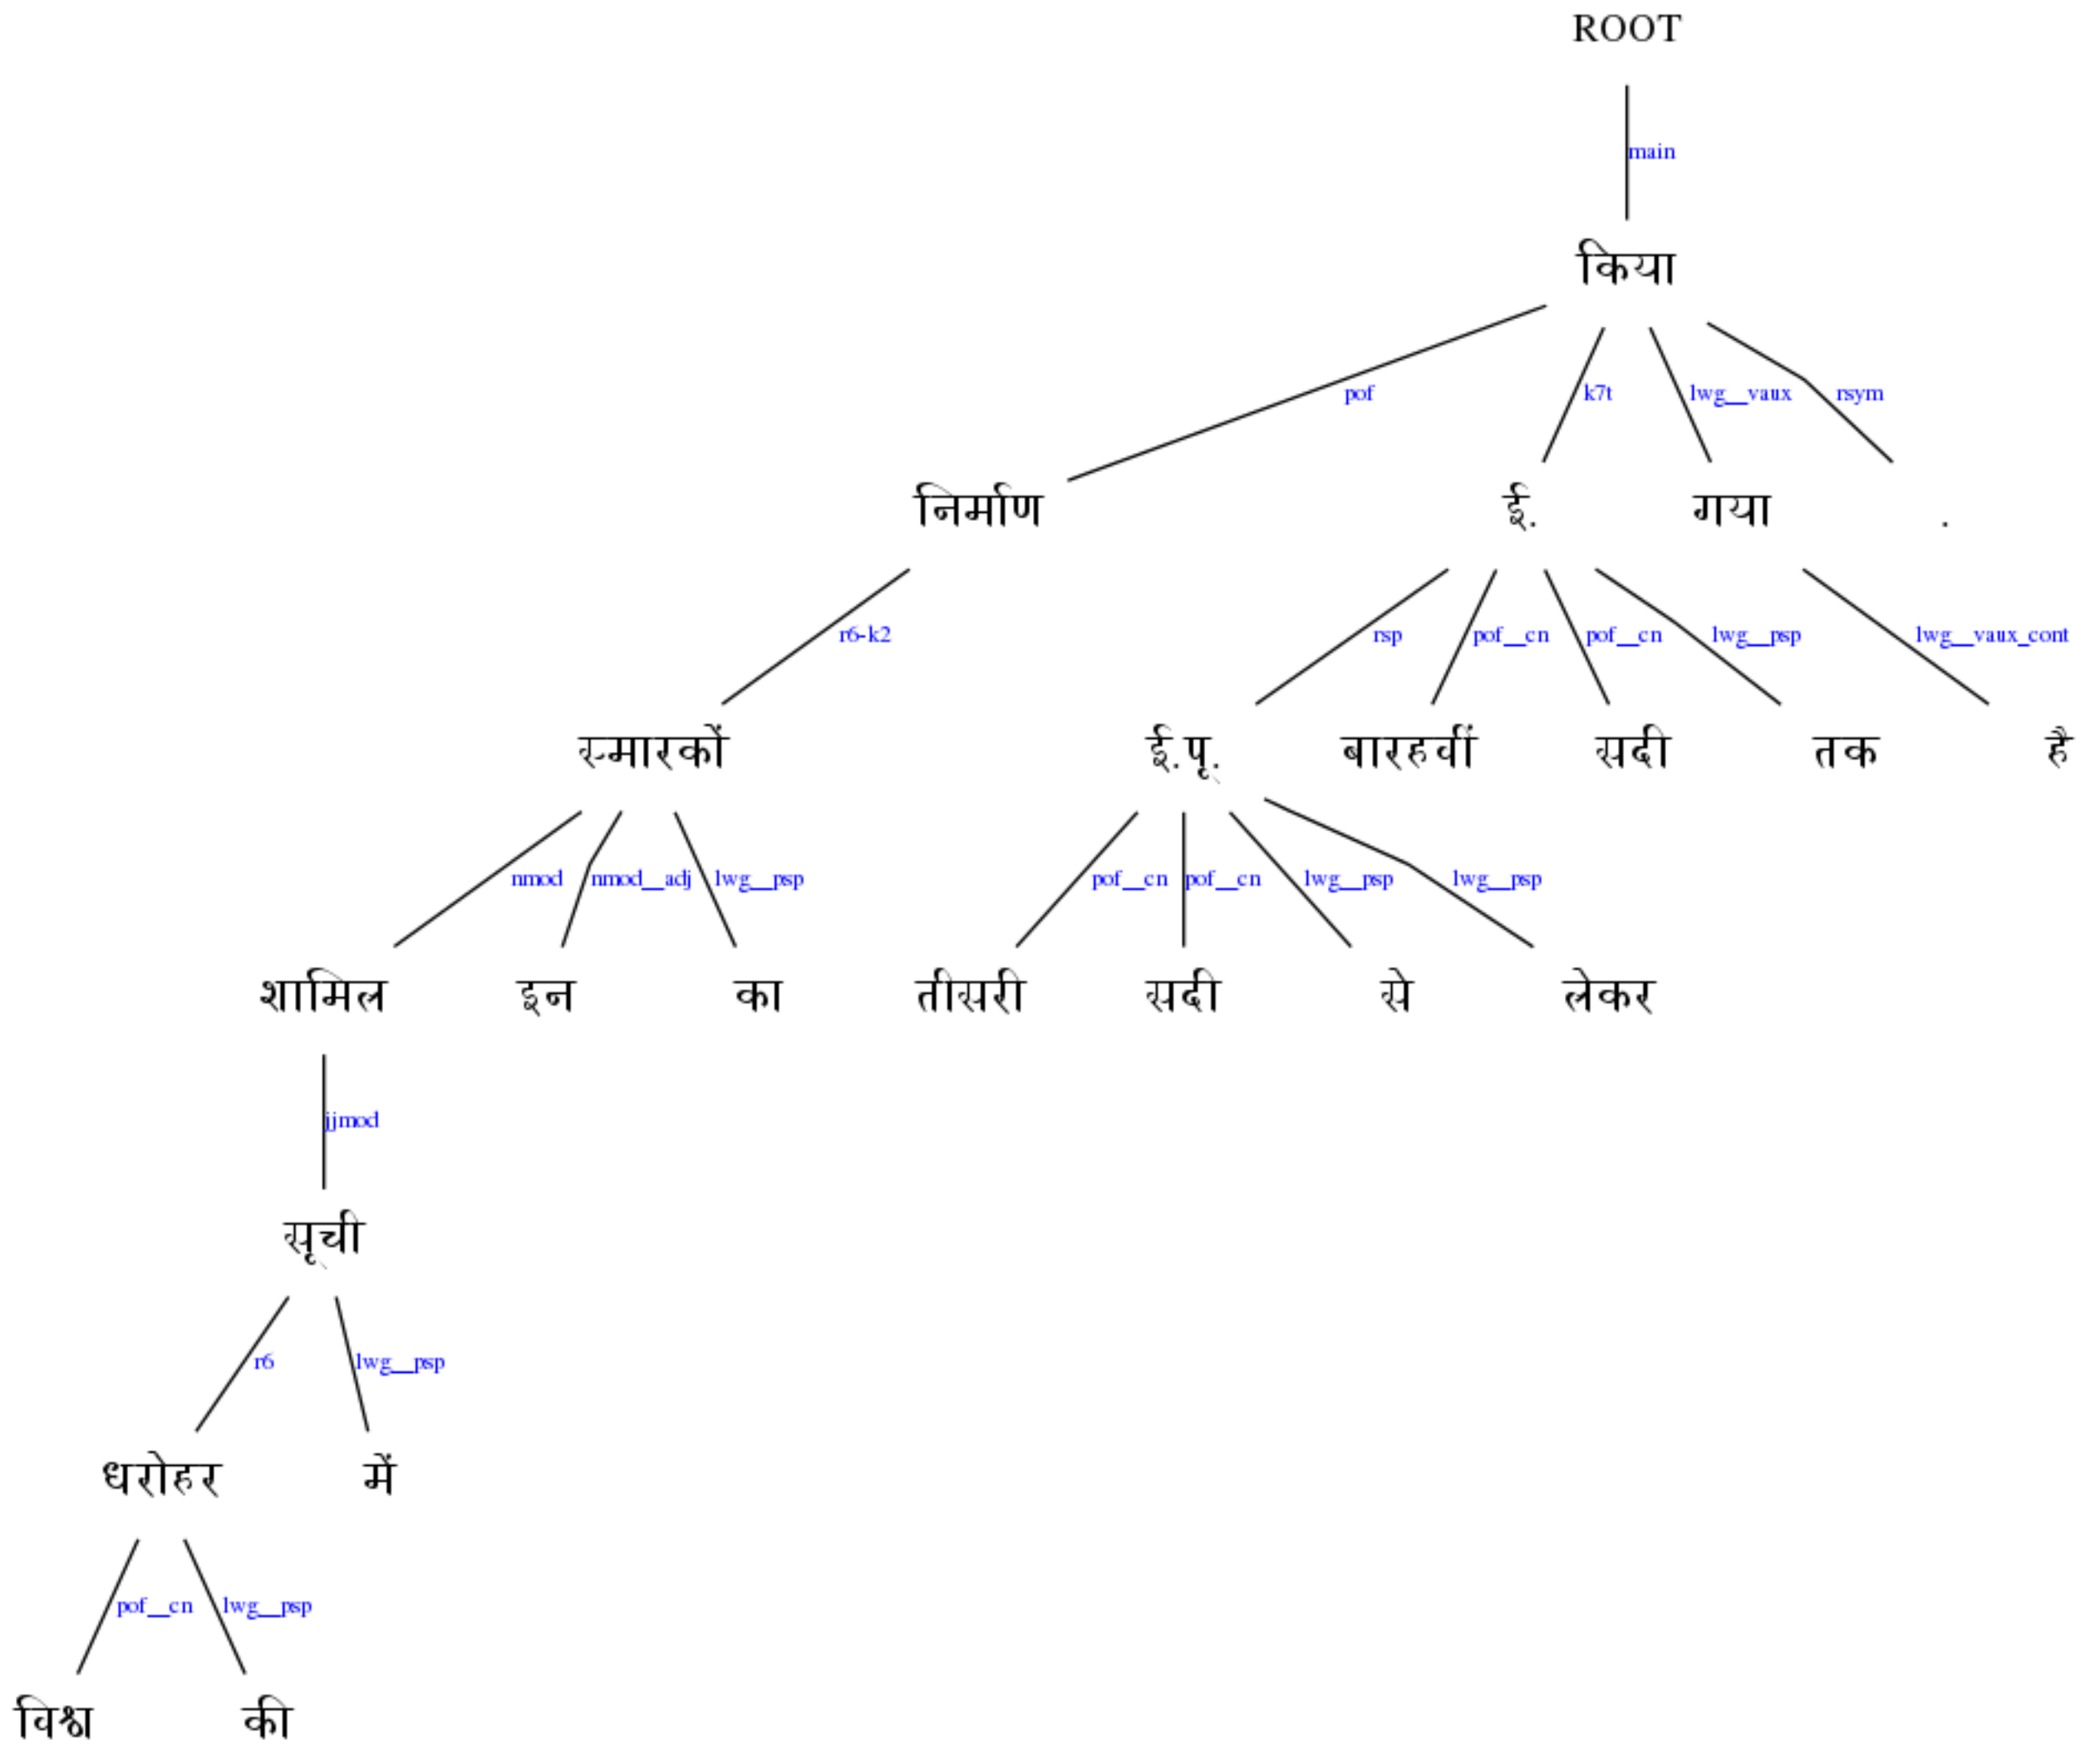 ROOT
main
किया
pof k7t lwg__vaux rsym
निर्माण ई. गया .
r6-k2 rsp pof__cn pof__cn lwg__psp lwg__vaux_cont
स्मारकों ई.पू. बारहवीं सदी तक है
nmod nmod__adj lwg__psp pof__cn pof__cn lwg__psp lwg__psp
शामिल इन का तीसरी सदी से लेकर
jjmod
सूची
r6 lwg__psp
धरोहर में
pof__cn lwg__psp
विश्व की